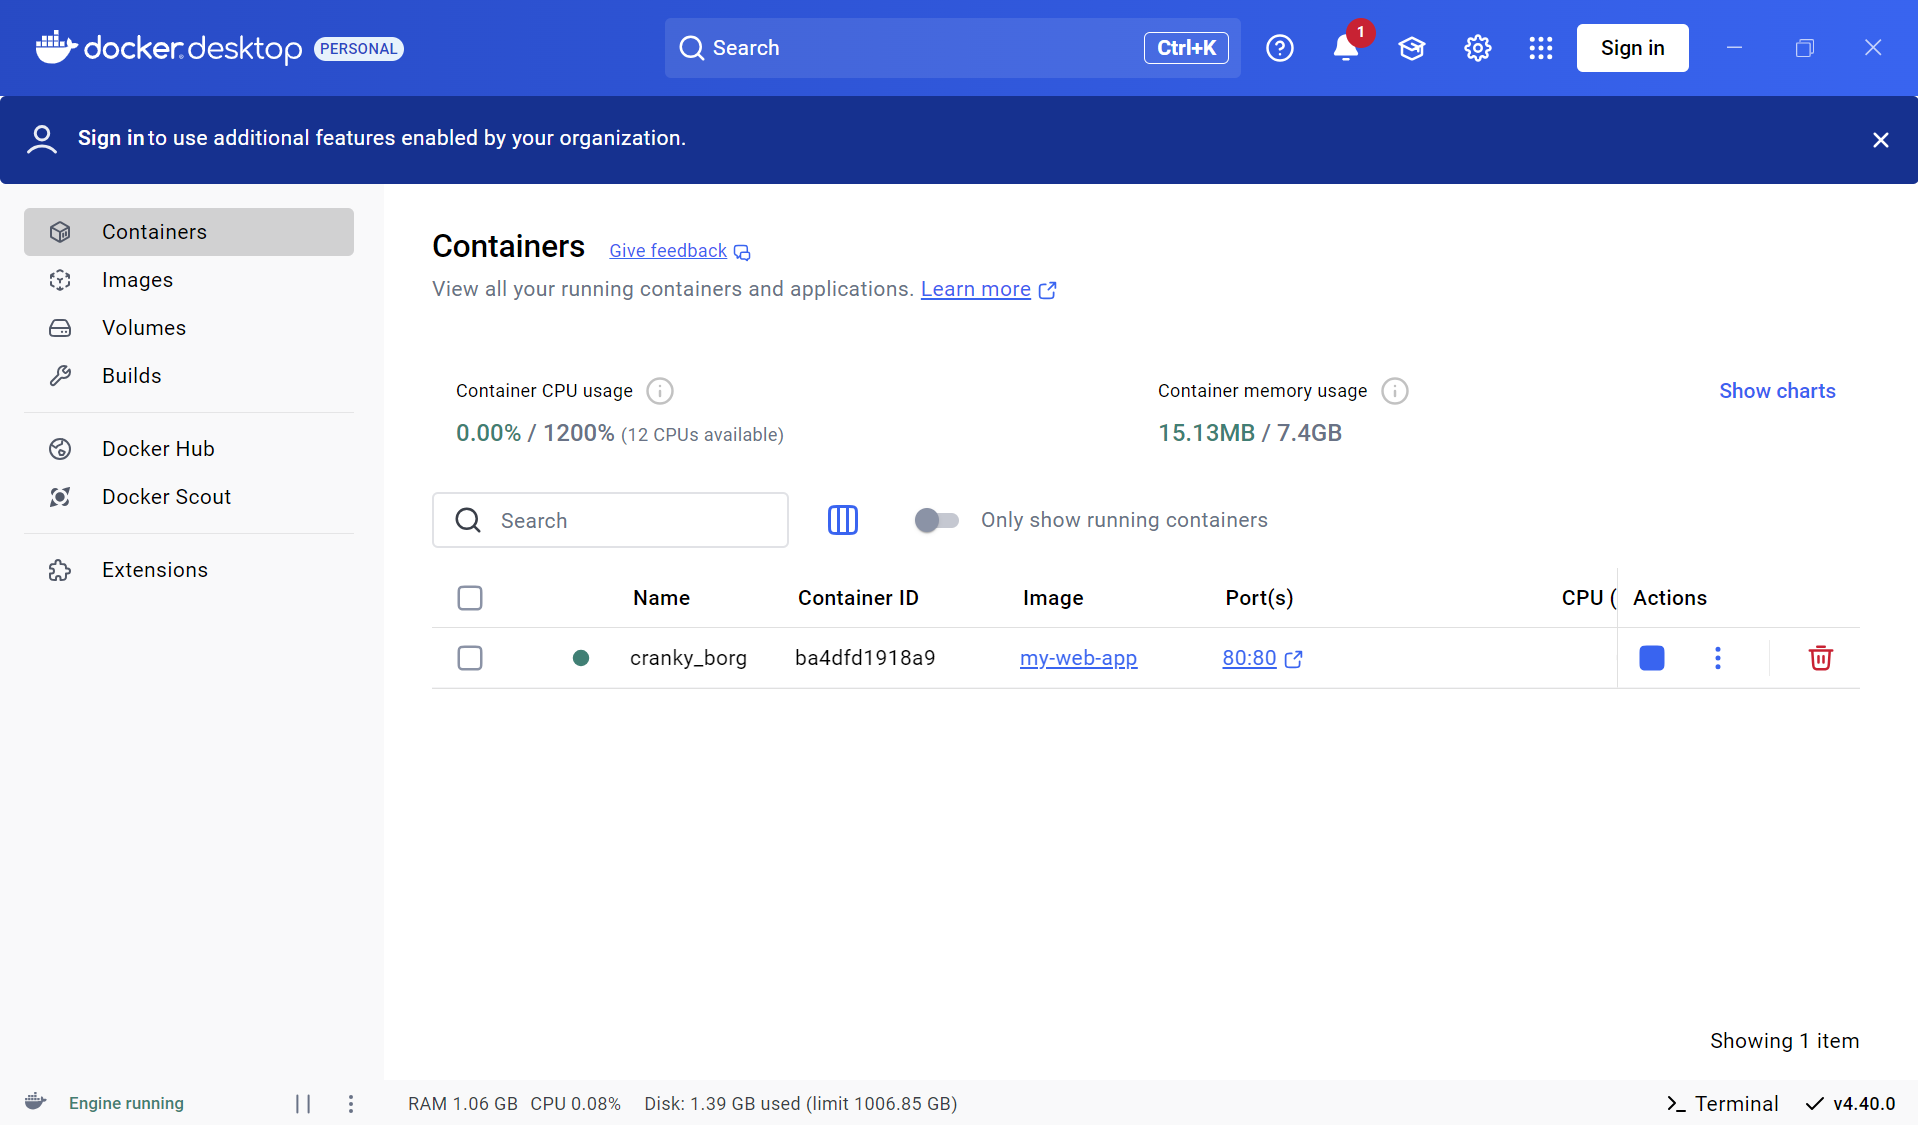 docker.desktop PERSONAL
Search Ctrl+K
1
Sign in
Sign in to use additional features enabled by your organization.
Containers
Images
Volumes
Builds
Docker Hub
Docker Scout
Extensions
Containers Give feedback
View all your running containers and applications. Learn more
Container CPU usage
0.00% / 1200% (12 CPUs available)
Container memory usage
15.13MB / 7.4GB
Show charts
Search
Only show running containers
Name Container ID Image Port(s) CPU ( Actions
cranky_borg ba4dfd1918a9 my-web-app 80:80
Showing 1 item
Engine running
RAM 1.06 GB CPU 0.08% Disk: 1.39 GB used (limit 1006.85 GB)
Terminal v4.40.0